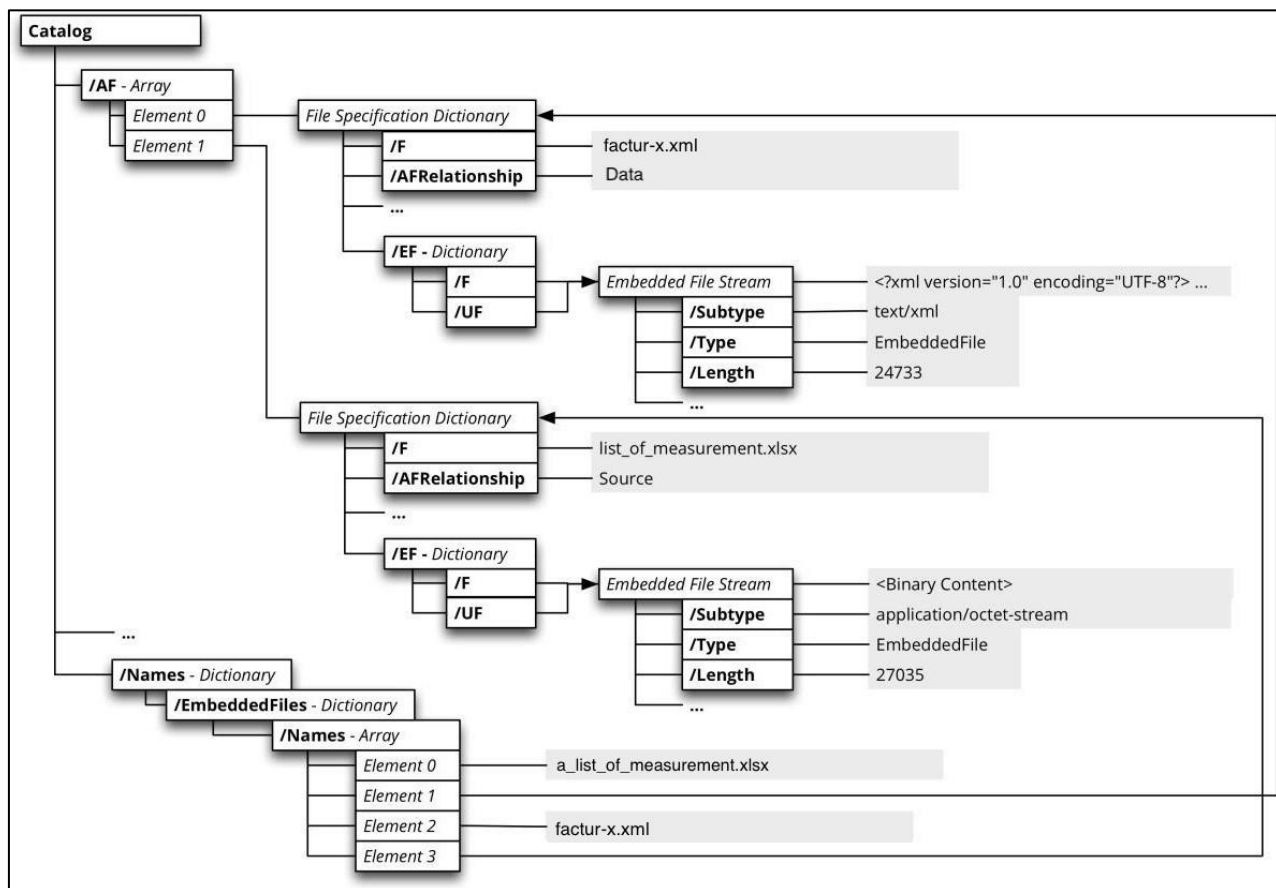 Catalog
/AF - Array
Element 0
File Specification Dictionary
Element 1
/F
factur-x.xml
/AFRelationship
Data
...
/EF - Dictionary
/F
Embedded File Stream
<?xml version="1.0" encoding="UTF-8"?> ...
/UF
/Subtype
text/xml
/Type
EmbeddedFile
/Length
24733
...
File Specification Dictionary
/F
list_of_measurement.xlsx
/AFRelationship
Source
...
/EF - Dictionary
/F
Embedded File Stream
<Binary Content>
/UF
/Subtype
application/octet-stream
...
/Type
EmbeddedFile
/Names - Dictionary
/Length
27035
/EmbeddedFiles - Dictionary
...
/Names - Array
Element 0
a_list_of_measurement.xlsx
Element 1
Element 2
factur-x.xml
Element 3